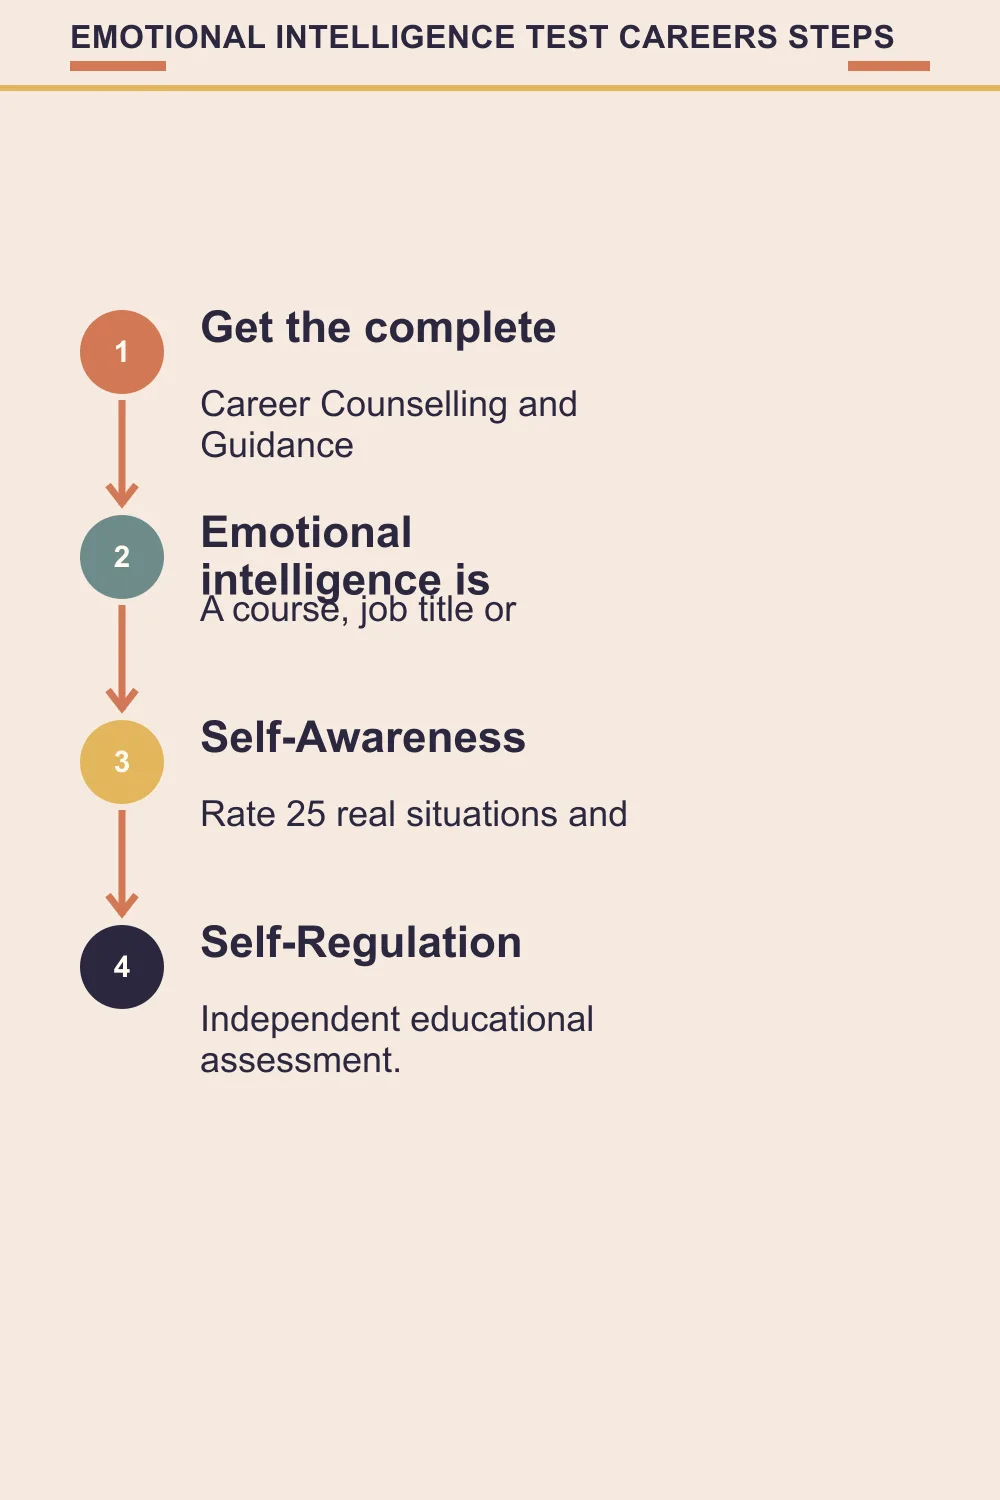 EMOTIONAL INTELLIGENCE TEST CAREERS STEPS
1
Get the complete
Career Counselling and
Guidance
2
Emotional
intelligence is
A course, job title or
3
Self-Awareness
Rate 25 real situations and
4
Self-Regulation
Independent educational
assessment.